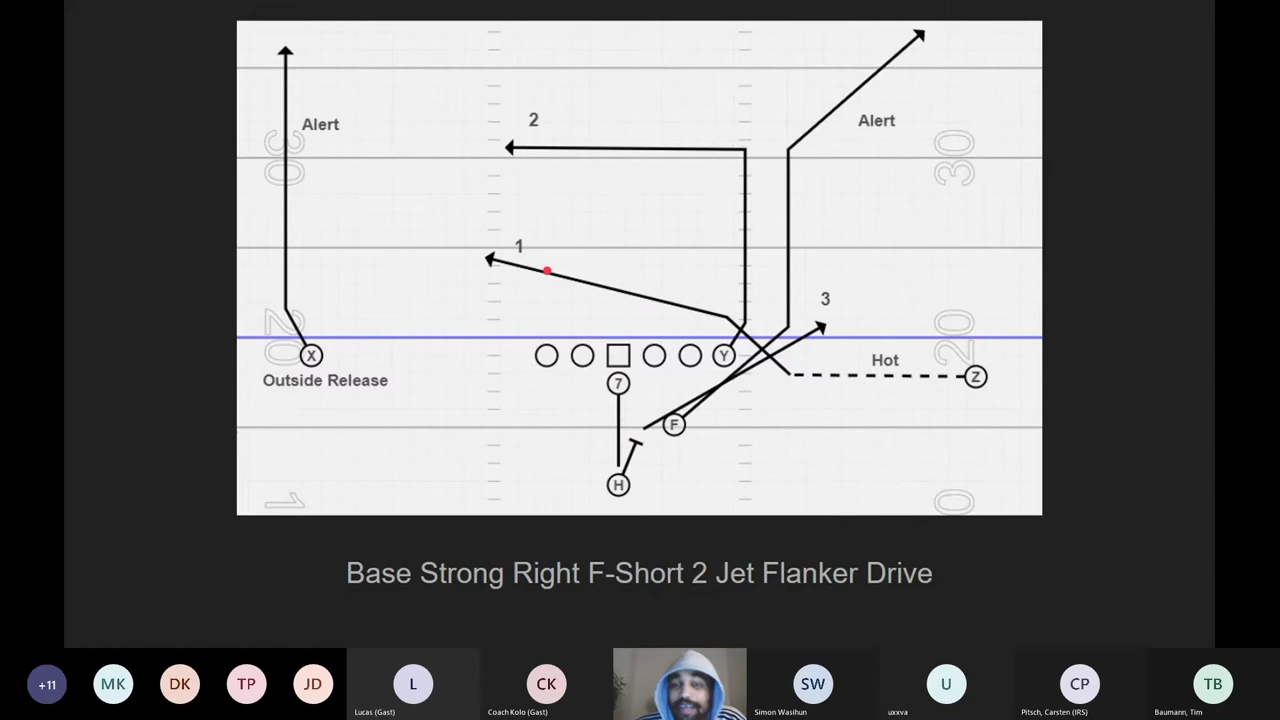 Alert
2
Alert
30
30
1
3
20
20
X
Y
Hot
Z
Outside Release
7
F
H
1
0
Base Strong Right F-Short 2 Jet Flanker Drive
+11
MK
DK
TP
JD
L
CK
SW
U
CP
TB
Lucas (Gast)
Coach Kolo (Gast)
Simon Wasihun
uxxva
Pitsch, Carsten (IRS)
Baumann, Tim